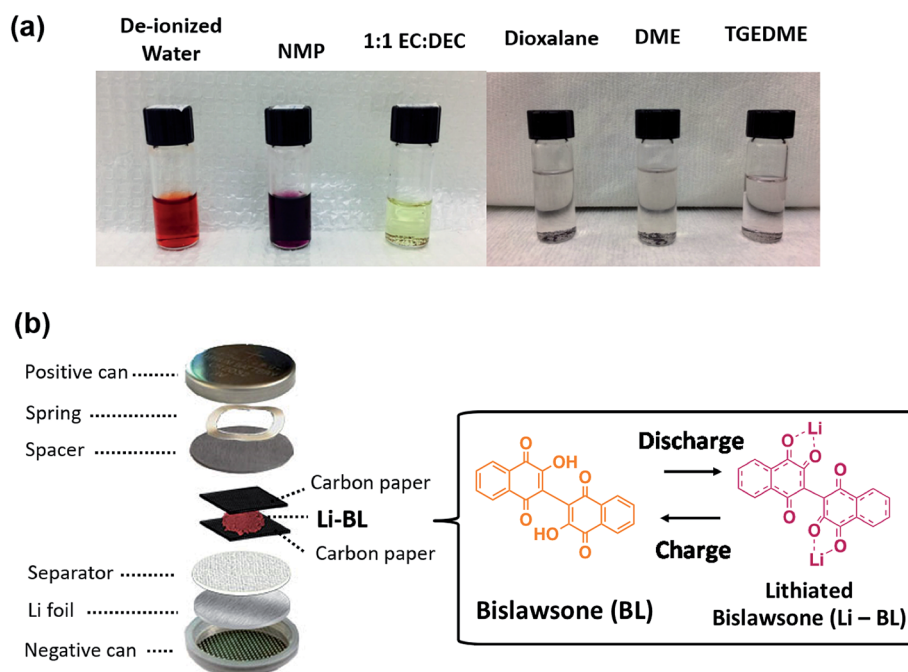 (a)
De-ionized
Water
NMP
1:1 EC:DEC
Dioxalane
DME
TGEDME
(b)
Positive can
Spring
Spacer
Carbon paper
Li-BL
Carbon paper
Separator
Li foil
Negative can
O
OH
O
O
HO
O
Discharge
Charge
Li
O
O
O
O
O
O
Li
Bislawsone (BL)
Lithiated
Bislawsone (Li – BL)